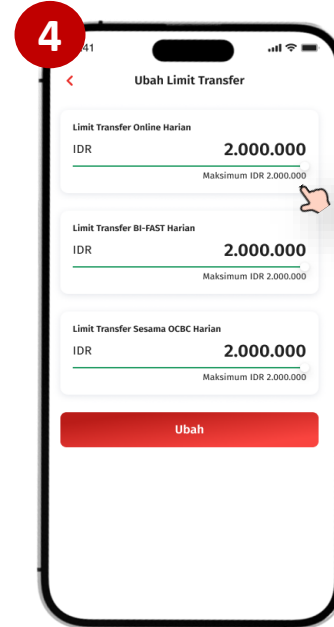 4
41
Ubah Limit Transfer
Limit Transfer Online Harian
IDR 2.000.000
Maksimum IDR 2.000.000
Limit Transfer BI-FAST Harian
IDR 2.000.000
Maksimum IDR 2.000.000
Limit Transfer Sesama OCBC Harian
IDR 2.000.000
Maksimum IDR 2.000.000
Ubah